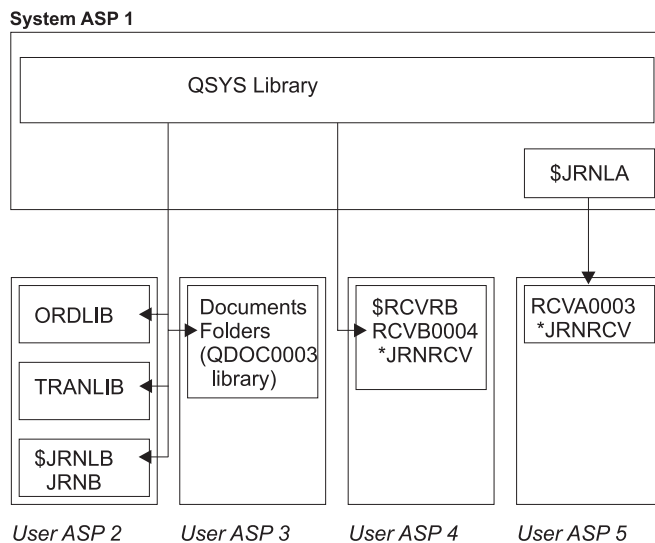 System ASP 1
QSYS Library
$JRNLA
ORDLIB
TRANLIB
$JRNLB
JRNB
Documents
Folders
(QDOC0003
library)
$RCVRB
RCVB0004
*JRNRCV
RCVA0003
*JRNRCV
User ASP 2
User ASP 3
User ASP 4
User ASP 5